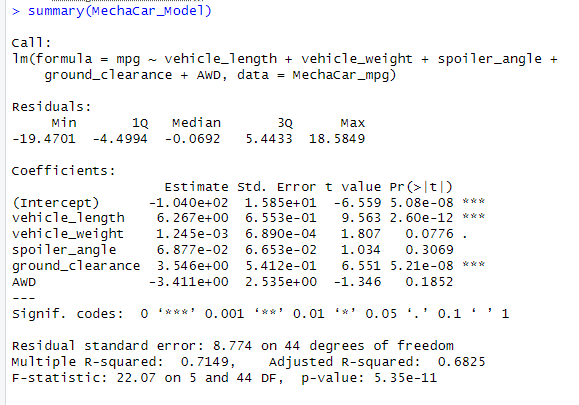 > summary(MechaCar_Model)
Call:
lm(formula = mpg ~ vehicle_length + vehicle_weight + spoiler_angle +
    ground_clearance + AWD, data = MechaCar_mpg)
Residuals:
     Min       1Q   Median       3Q      Max
-19.4701  -4.4994  -0.0692   5.4433  18.5849
Coefficients:
                   Estimate Std. Error t value Pr(>|t|)
(Intercept)      -1.040e+02  1.585e+01  -6.559 5.08e-08 ***
vehicle_length    6.267e+00  6.553e-01   9.563 2.60e-12 ***
vehicle_weight    1.245e-03  6.890e-04   1.807   0.0776 .
spoiler_angle     6.877e-02  6.653e-02   1.034   0.3069
ground_clearance  3.546e+00  5.412e-01   6.551 5.21e-08 ***
AWD              -3.411e+00  2.535e+00  -1.346   0.1852
---
Signif. codes:  0 ‘***’ 0.001 ‘**’ 0.01 ‘*’ 0.05 ‘.’ 0.1 ‘ ’ 1
Residual standard error: 8.774 on 44 degrees of freedom
Multiple R-squared:  0.7149,    Adjusted R-squared:  0.6825
F-statistic: 22.07 on 5 and 44 DF,  p-value: 5.35e-11